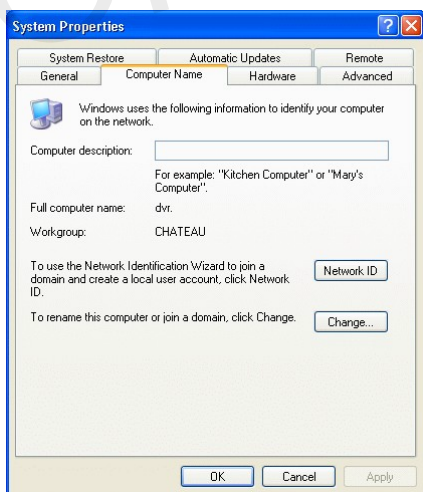 System Properties
System Restore Automatic Updates Remote
General Computer Name Hardware Advanced
Windows uses the following information to identify your computer
on the network.
Computer description:
For example: "Kitchen Computer" or "Mary's
Computer".
Full computer name: dvr.
Workgroup: CHATEAU
To use the Network Identification Wizard to join a
domain and create a local user account, click Network
ID.
Network ID
To rename this computer or join a domain, click Change.
Change...
OK Cancel Apply